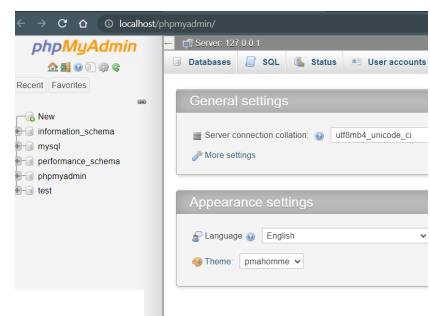 localhost/phpmyadmin/
phpMyAdmin
Recent Favorites
New
information_schema
mysql
performance_schema
phpmyadmin
test
Server: 127.0.0.1
Databases SQL Status User accounts
General settings
Server connection collation: utf8mb4_unicode_ci
More settings
Appearance settings
Language English
Theme: pmahomme